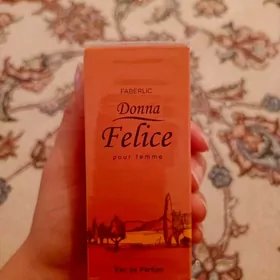 FABERLIC
Donna
Felice
pour femme
Eau de Parfum